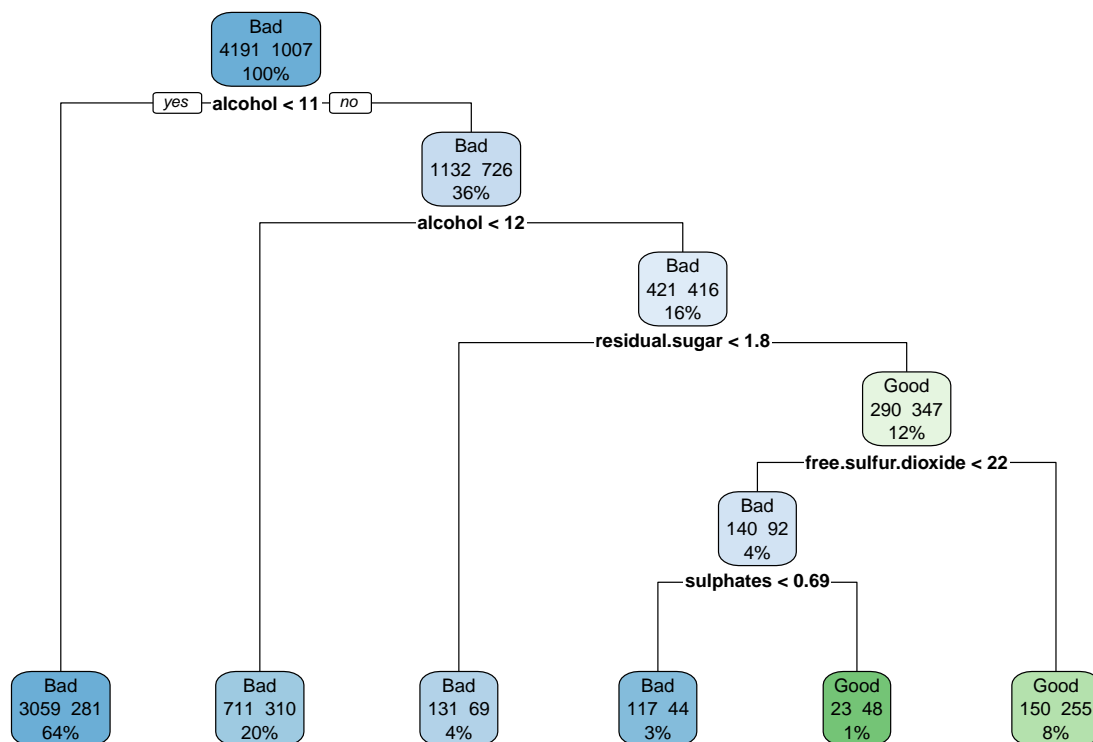 Bad
4191 1007
100%
yes alcohol < 11 no
Bad
1132 726
36%
alcohol < 12
Bad
421 416
16%
residual.sugar < 1.8
Good
290 347
12%
free.sulfur.dioxide < 22
Bad
140 92
4%
sulphates < 0.69
Bad
3059 281
64%
Bad
711 310
20%
Bad
131 69
4%
Bad
117 44
3%
Good
23 48
1%
Good
150 255
8%